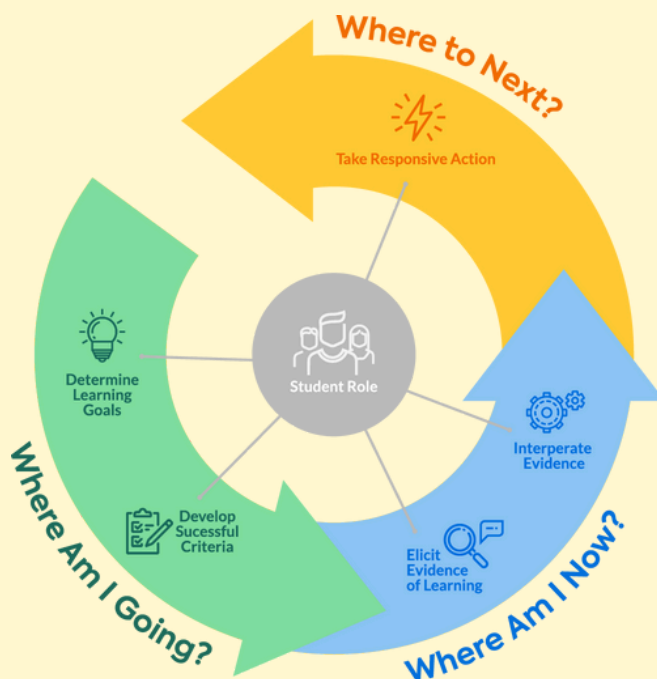 Where to Next?
Take Responsive Action
Student Role
Determine
Learning
Goals
Develop
Sucessful
Criteria
Where Am I Going?
Elicit
Evidence
of Learning
Interperate
Evidence
Where Am I Now?